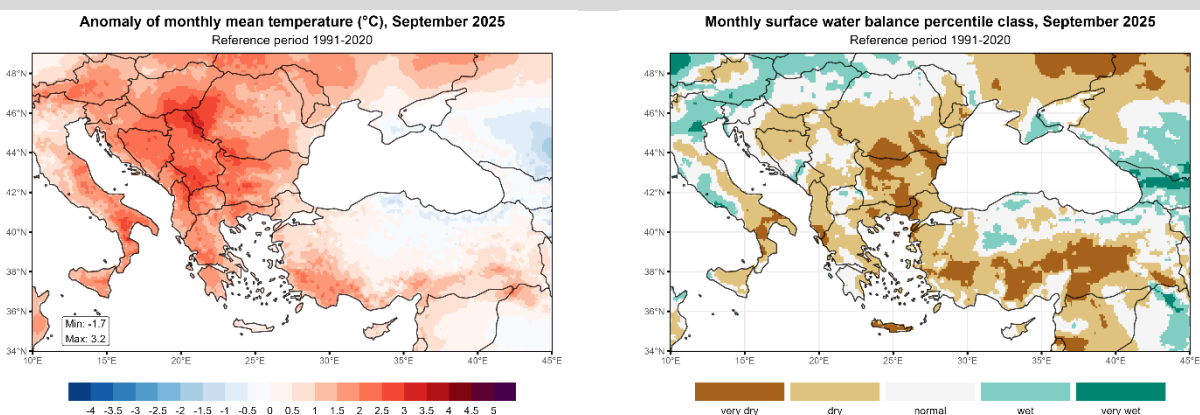 Anomaly of monthly mean temperature (°C), September 2025
Reference period 1991-2020
48°N
46°N
44°N
42°N
40°N
38°N
36°N
34°N
Min: -1.7
Max: 3.2
10°E 15°E 20°E 25°E 30°E 35°E 40°E 45°E
-4 -3.5 -3 -2.5 -2 -1.5 -1 -0.5 0 0.5 1 1.5 2 2.5 3 3.5 4 4.5 5
Monthly surface water balance percentile class, September 2025
Reference period 1991-2020
48°N
46°N
44°N
42°N
40°N
38°N
36°N
34°N
10°E 15°E 20°E 25°E 30°E 35°E 40°E 45°E
very dry dry normal wet very wet